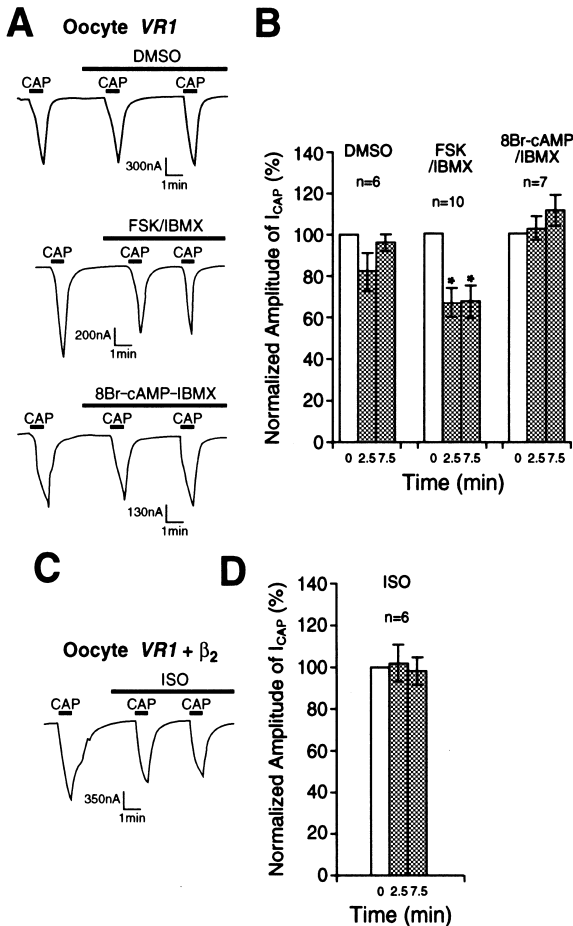 A
Oocyte VR1
DMSO
CAP CAP CAP
300nA
1min
FSK/IBMX
CAP CAP CAP
200nA
1min
8Br-cAMP-IBMX
CAP CAP CAP
130nA
1min
B
Normalized Amplitude of ICAP (%)
140
120
100
80
60
40
20
0
DMSO
n=6
FSK
/IBMX
n=10
8Br-cAMP
/IBMX
n=7
* *
0 2.5 7.5 0 2.5 7.5 0 2.5 7.5
Time (min)
C
Oocyte VR1 + β2
ISO
CAP CAP CAP
350nA
1min
D
Normalized Amplitude of ICAP (%)
140
120
100
80
60
40
20
0
ISO
n=6
0 2.5 7.5
Time (min)